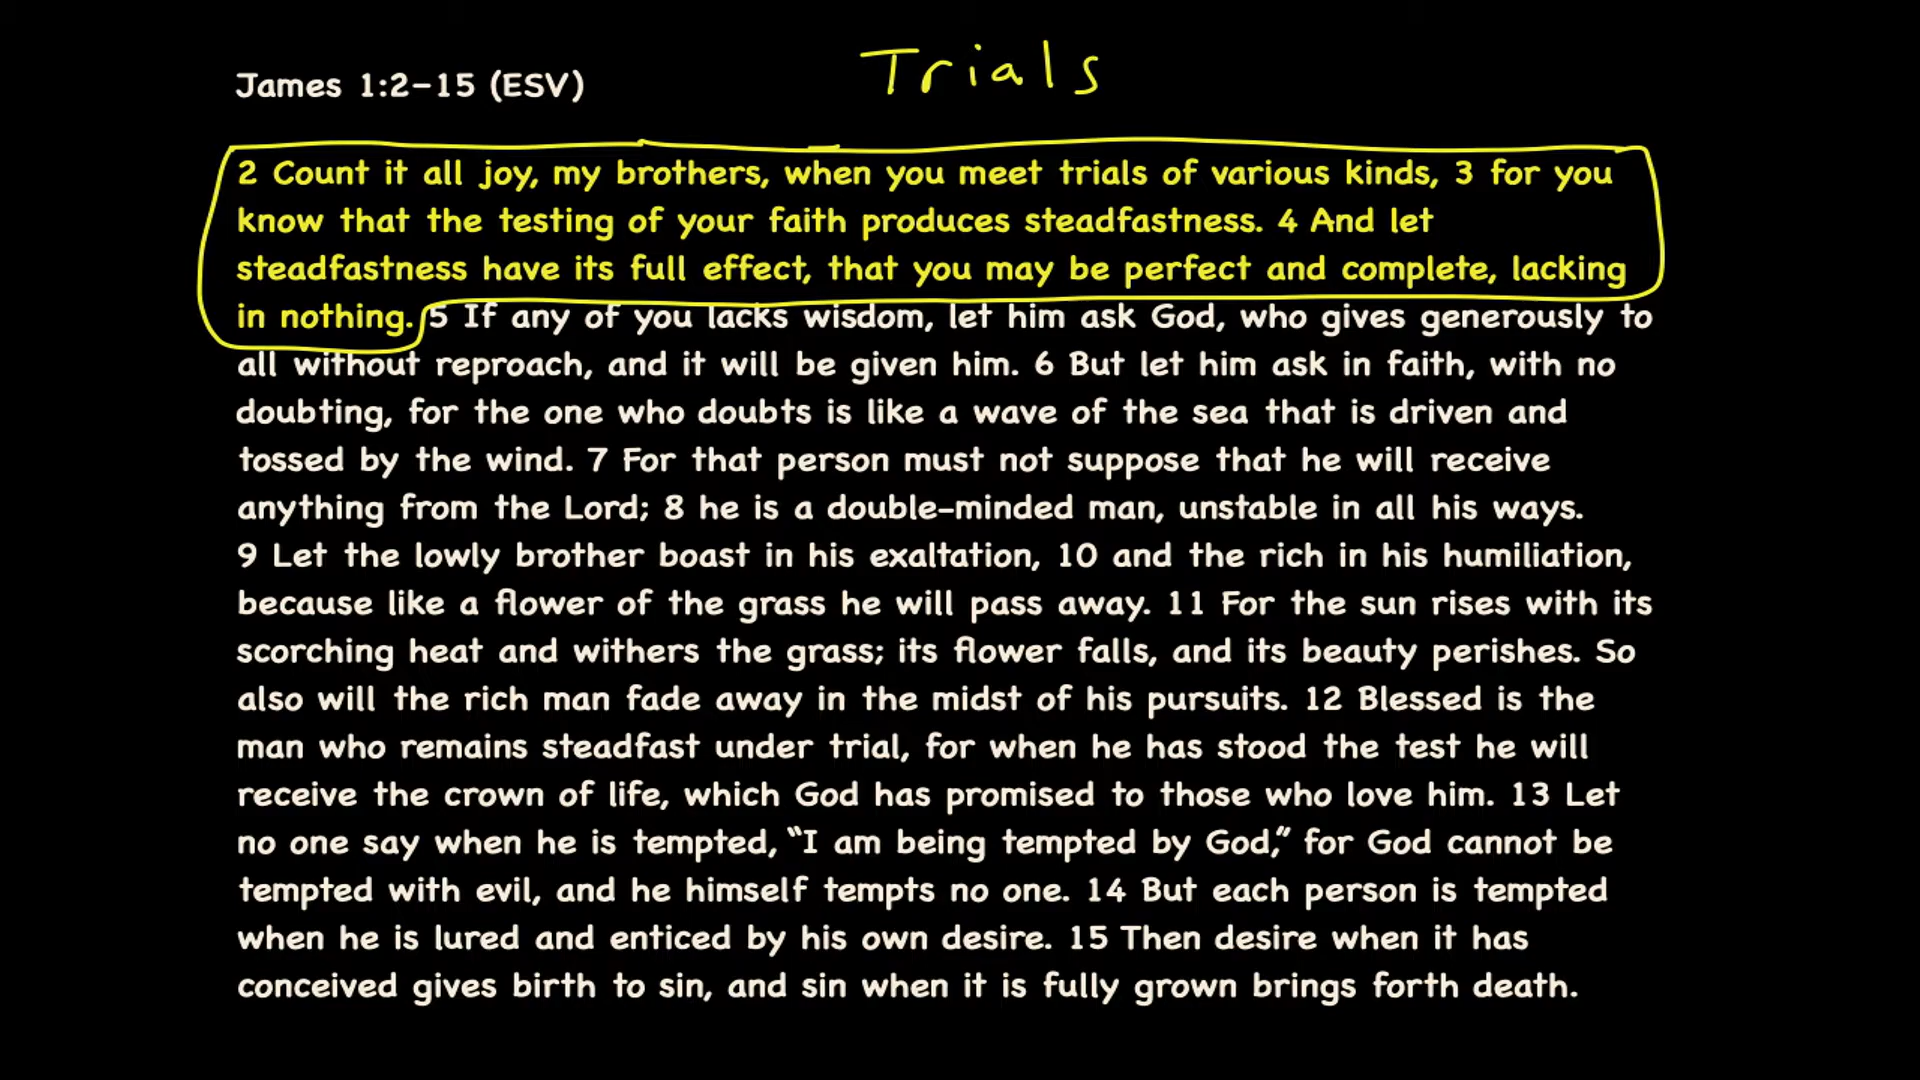 James 1:2–15 (ESV)
Trials
2 Count it all joy, my brothers, when you meet trials of various kinds, 3 for you
know that the testing of your faith produces steadfastness. 4 And let
steadfastness have its full effect, that you may be perfect and complete, lacking
in nothing. 5 If any of you lacks wisdom, let him ask God, who gives generously to
all without reproach, and it will be given him. 6 But let him ask in faith, with no
doubting, for the one who doubts is like a wave of the sea that is driven and
tossed by the wind. 7 For that person must not suppose that he will receive
anything from the Lord; 8 he is a double-minded man, unstable in all his ways.
9 Let the lowly brother boast in his exaltation, 10 and the rich in his humiliation,
because like a flower of the grass he will pass away. 11 For the sun rises with its
scorching heat and withers the grass; its flower falls, and its beauty perishes. So
also will the rich man fade away in the midst of his pursuits. 12 Blessed is the
man who remains steadfast under trial, for when he has stood the test he will
receive the crown of life, which God has promised to those who love him. 13 Let
no one say when he is tempted, “I am being tempted by God,” for God cannot be
tempted with evil, and he himself tempts no one. 14 But each person is tempted
when he is lured and enticed by his own desire. 15 Then desire when it has
conceived gives birth to sin, and sin when it is fully grown brings forth death.